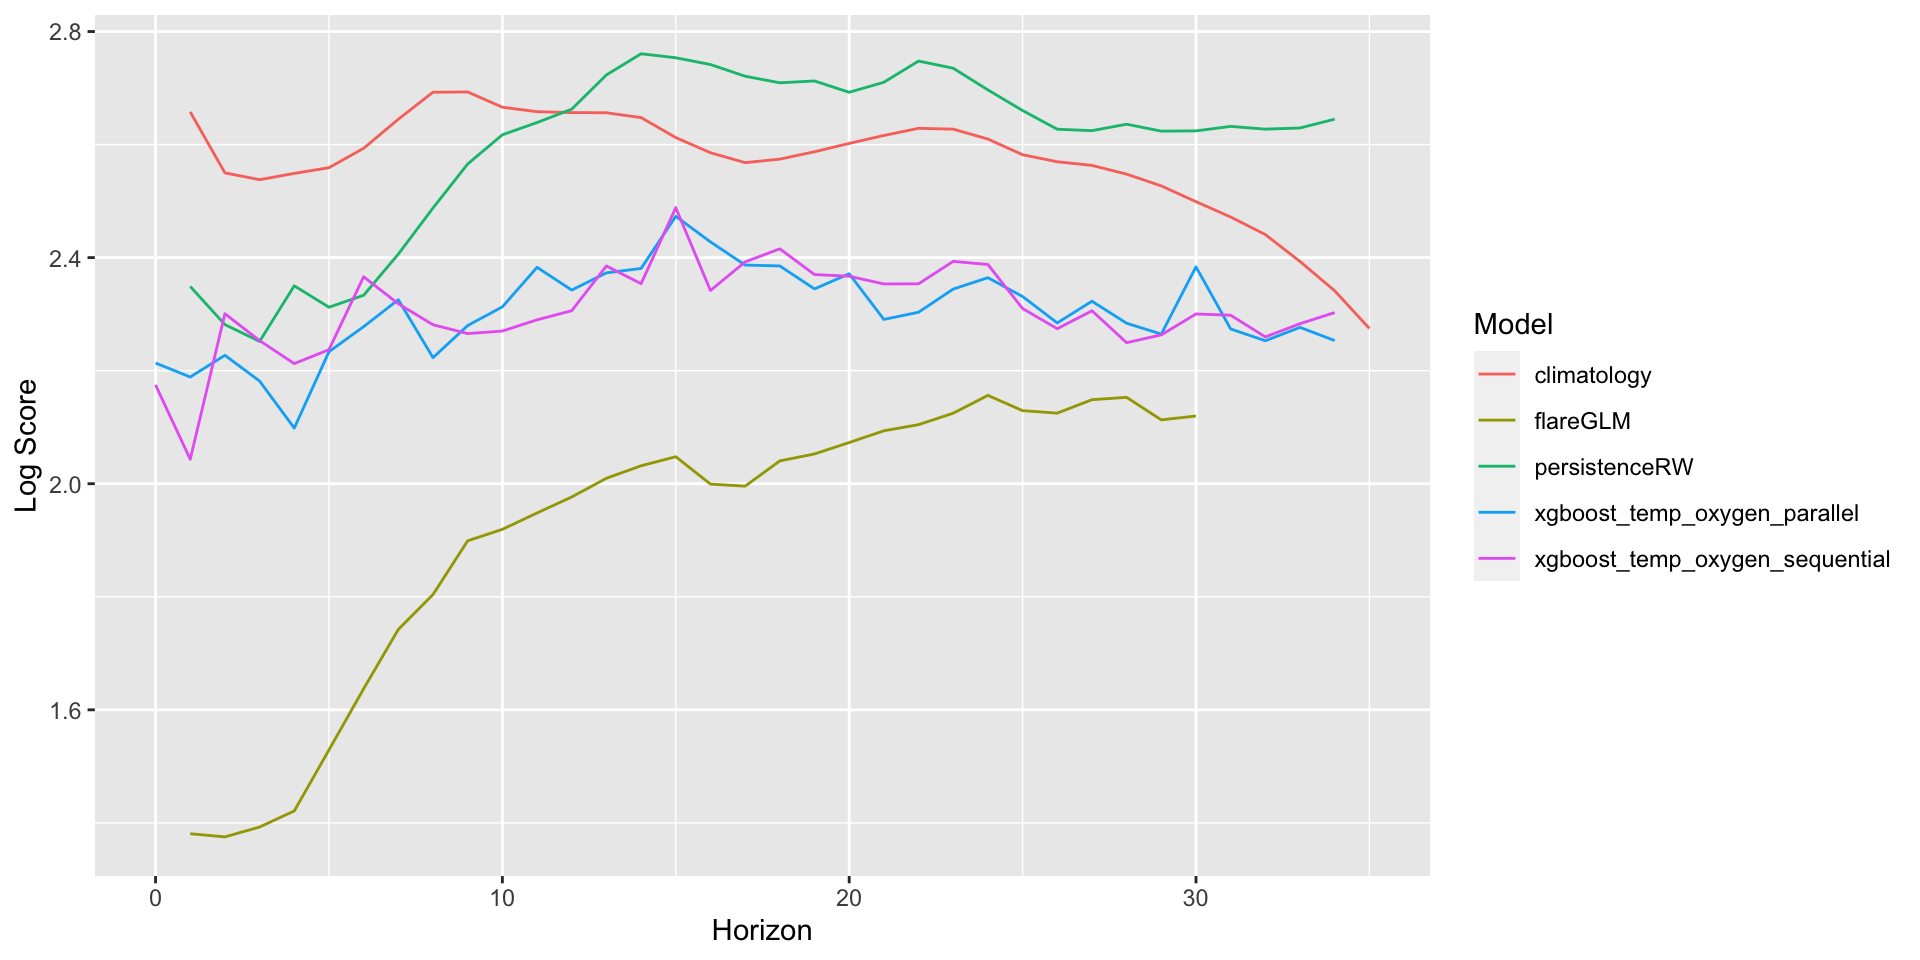 2.8
2.4
2.0
1.6
Log Score
0
10
20
30
Horizon
Model
climatology
flareGLM
persistenceRW
xgboost_temp_oxygen_parallel
xgboost_temp_oxygen_sequential